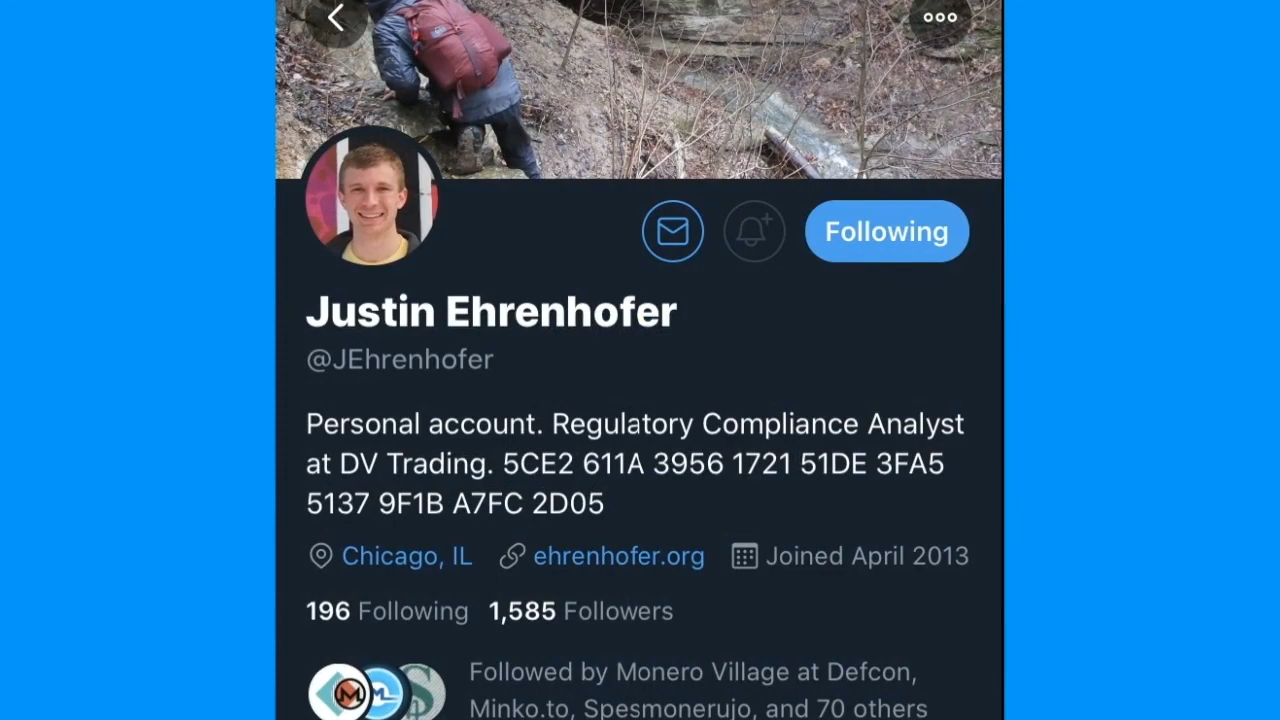 Following
Justin Ehrenhofer
@JEhrenhofer
Personal account. Regulatory Compliance Analyst
at DV Trading. 5CE2 611A 3956 1721 51DE 3FA5
5137 9F1B A7FC 2D05
Chicago, IL ehrenhofer.org Joined April 2013
196 Following 1,585 Followers
Followed by Monero Village at Defcon,
Minko.to, Spesmonerujo, and 70 others